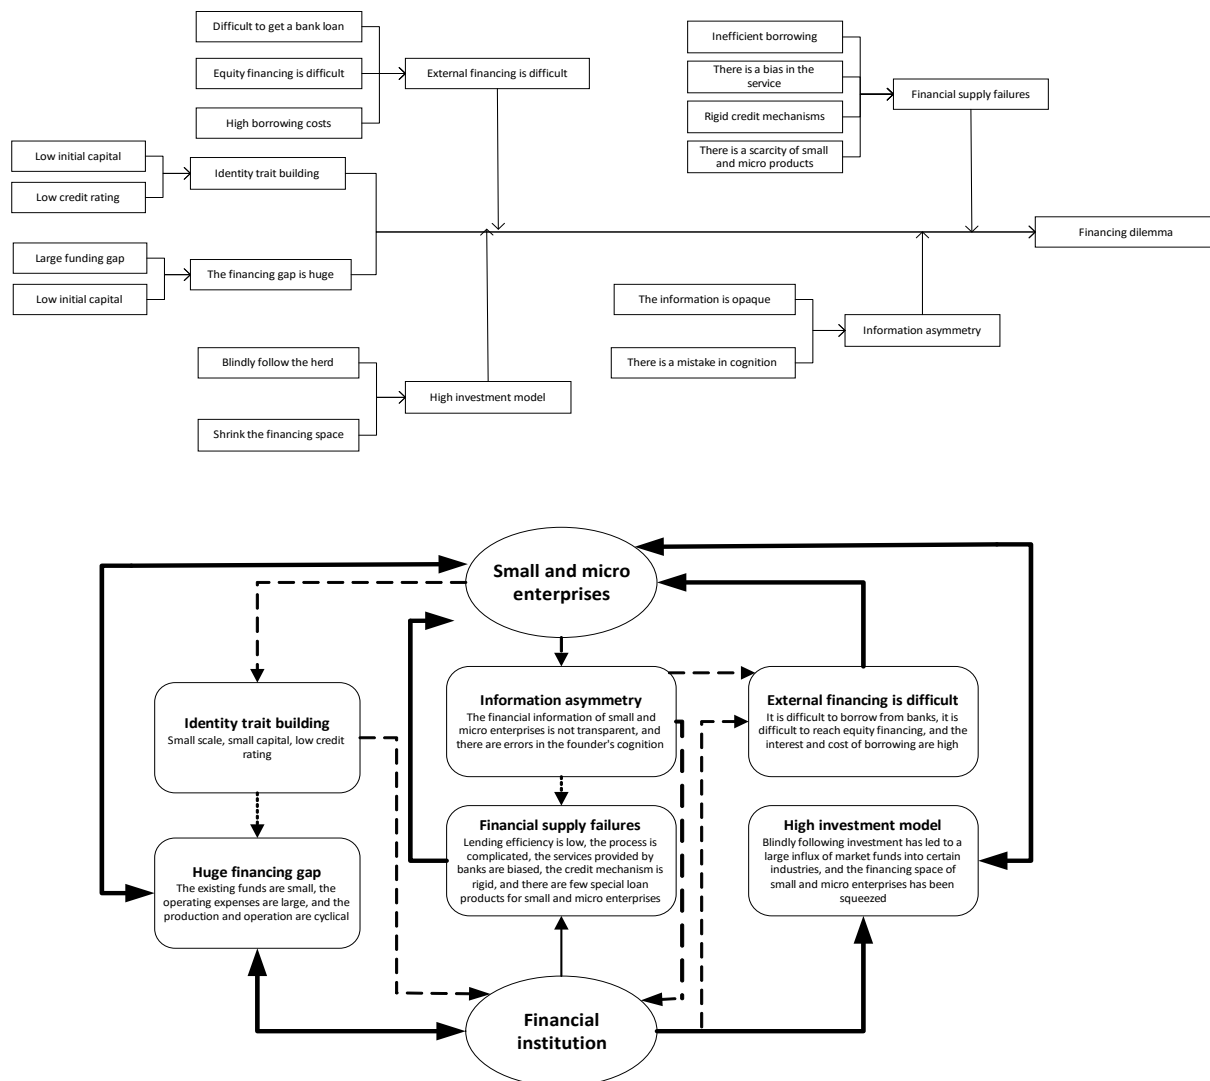 Difficult to get a bank loan
Equity financing is difficult
External financing is difficult
High borrowing costs
Low initial capital
Identity trait building
Low credit rating
Large funding gap
The financing gap is huge
Low initial capital
Blindly follow the herd
High investment model
Shrink the financing space
Inefficient borrowing
There is a bias in the
service
Financial supply failures
Rigid credit mechanisms
There is a scarcity of small
and micro products
Financing dilemma
The information is opaque
Information asymmetry
There is a mistake in cognition
Small and micro
enterprises
Identity trait building
Small scale, small capital, low credit
rating
Information asymmetry
The financial information of small and
micro enterprises is not transparent, and
there are errors in the founder's cognition
External financing is difficult
It is difficult to borrow from banks, it is
difficult to reach equity financing, and the
interest and cost of borrowing are high
Huge financing gap
The existing funds are small, the
operating expenses are large, and the
production and operation are cyclical
Financial supply failures
Lending efficiency is low, the process is
complicated, the services provided by
banks are biased, the credit mechanism is
rigid, and there are few special loan
products for small and micro enterprises
High investment model
Blindly following investment has led to a
large influx of market funds into certain
industries, and the financing space of
small and micro enterprises has been
squeezed
Financial
institution